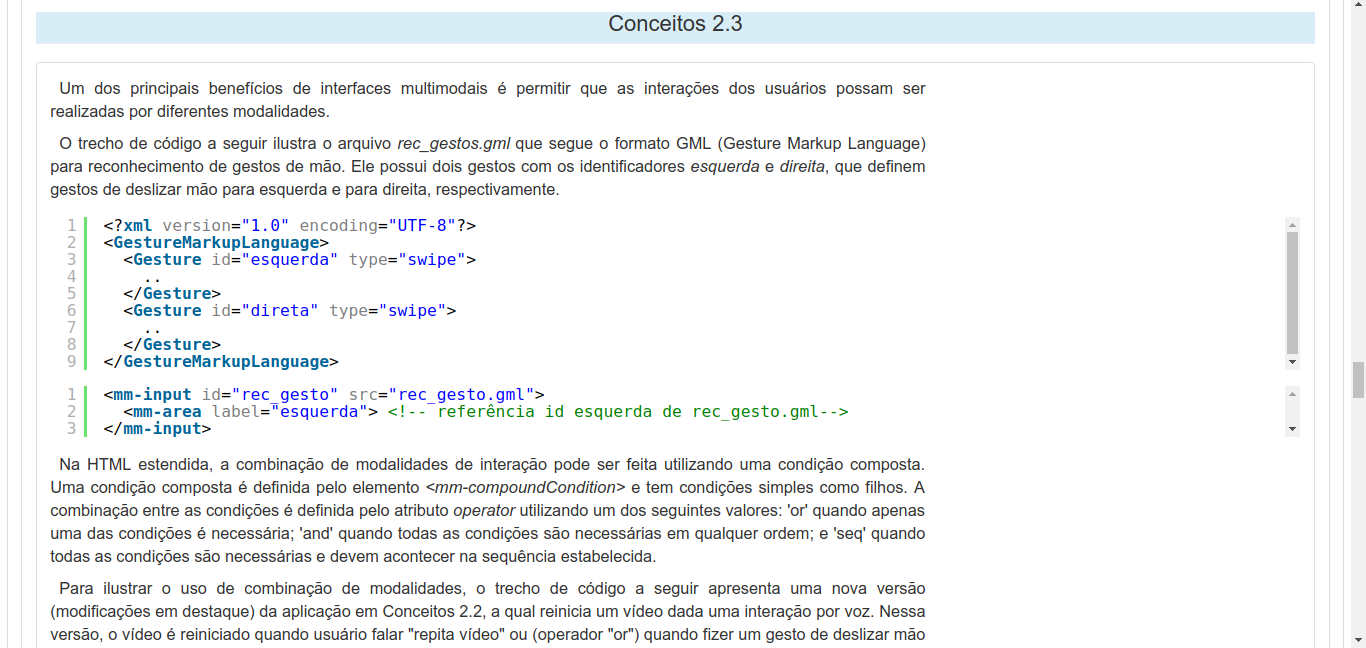 Conceitos 2.3
Um dos principais benefícios de interfaces multimodais é permitir que as interações dos usuários possam ser
realizadas por diferentes modalidades.
O trecho de código a seguir ilustra o arquivo rec_gestos.gml que segue o formato GML (Gesture Markup Language)
para reconhecimento de gestos de mão. Ele possui dois gestos com os identificadores esquerda e direita, que definem
gestos de deslizar mão para esquerda e para direita, respectivamente.
1 <?xml version="1.0" encoding="UTF-8"?>
2 <GestureMarkupLanguage>
3 <Gesture id="esquerda" type="swipe">
4 ..
5 </Gesture>
6 <Gesture id="direta" type="swipe">
7 ..
8 </Gesture>
9 </GestureMarkupLanguage>
1 <mm-input id="rec_gesto" src="rec_gesto.gml">
2 <mm-area label="esquerda"> <!-- referência id esquerda de rec_gesto.gml-->
3 </mm-input>
Na HTML estendida, a combinação de modalidades de interação pode ser feita utilizando uma condição composta.
Uma condição composta é definida pelo elemento <mm-compoundCondition> e tem condições simples como filhos. A
combinação entre as condições é definida pelo atributo operator utilizando um dos seguintes valores: 'or' quando apenas
uma das condições é necessária; 'and' quando todas as condições são necessárias em qualquer ordem; e 'seq' quando
todas as condições são necessárias e devem acontecer na sequência estabelecida.
Para ilustrar o uso de combinação de modalidades, o trecho de código a seguir apresenta uma nova versão
(modificações em destaque) da aplicação em Conceitos 2.2, a qual reinicia um vídeo dada uma interação por voz. Nessa
versão, o vídeo é reiniciado quando usuário falar "repita vídeo" ou (operador "or") quando fizer um gesto de deslizar mão